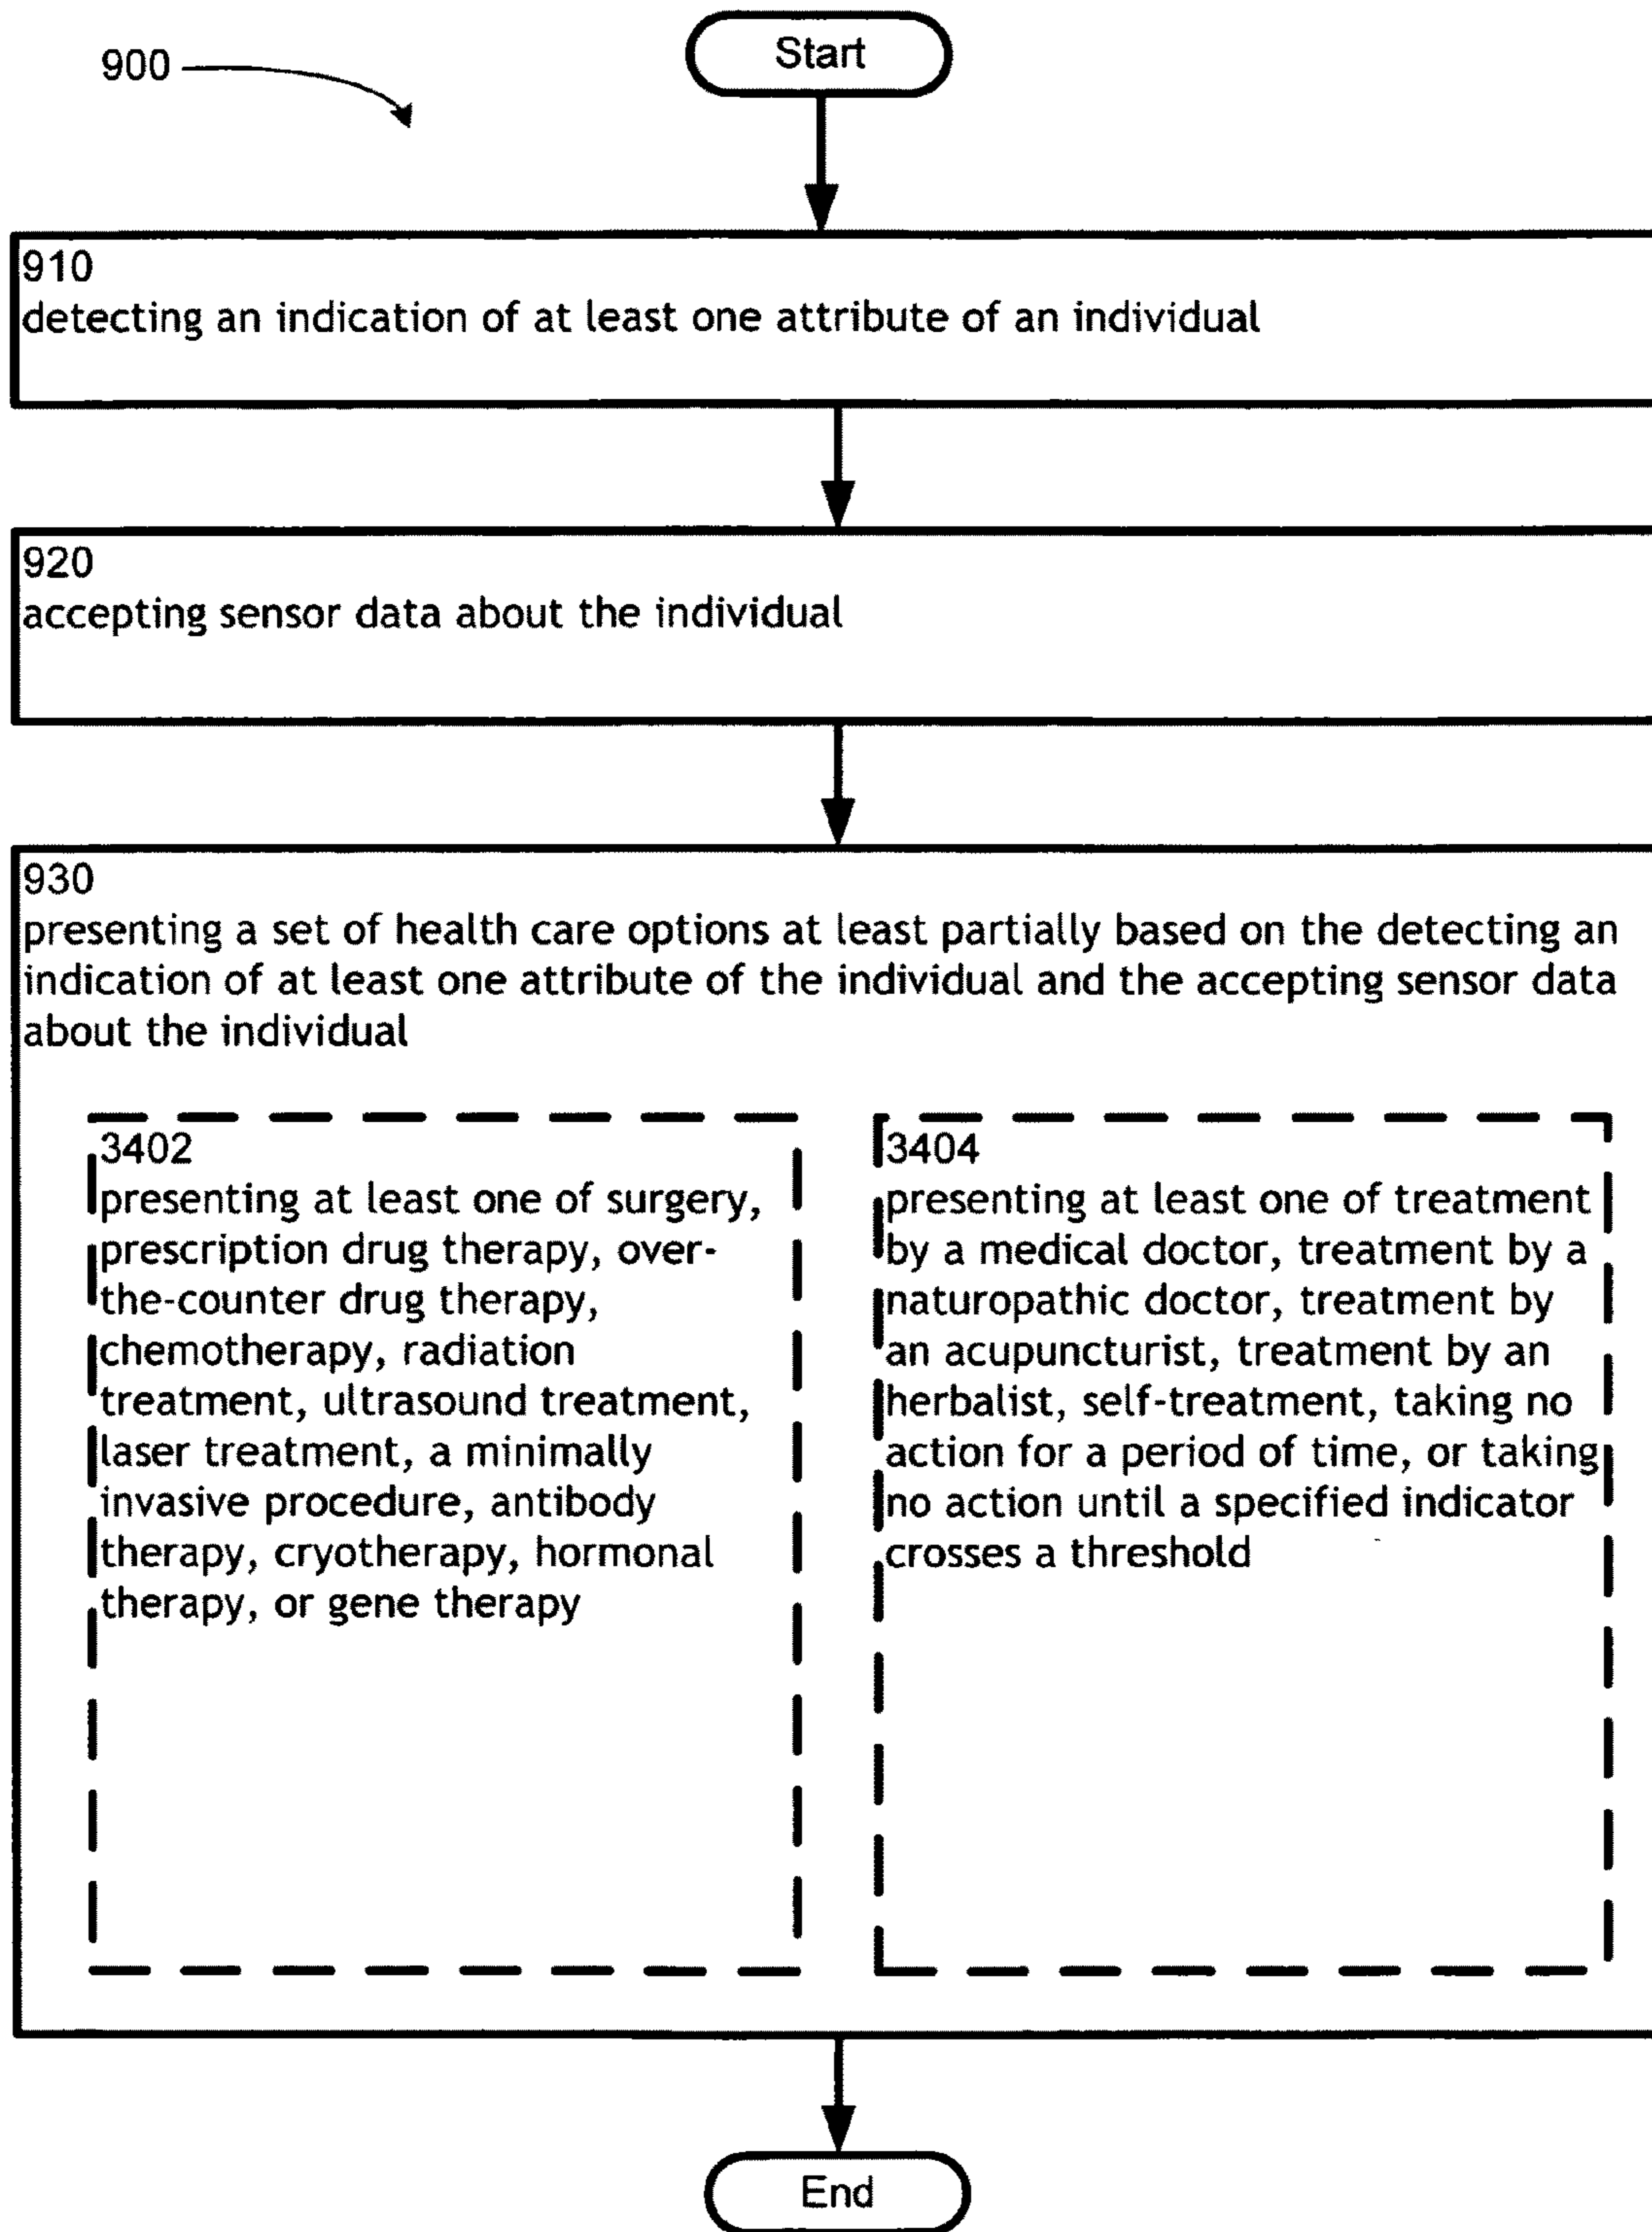 900
Start
910
detecting an indication of at least one attribute of an individual
920
accepting sensor data about the individual
930
presenting a set of health care options at least partially based on the detecting an
indication of at least one attribute of the individual and the accepting sensor data
about the individual
3402
presenting at least one of surgery,
prescription drug therapy, over-
the-counter drug therapy,
chemotherapy, radiation
treatment, ultrasound treatment,
laser treatment, a minimally
invasive procedure, antibody
therapy, cryotherapy, hormonal
therapy, or gene therapy
3404
presenting at least one of treatment
by a medical doctor, treatment by a
naturopathic doctor, treatment by
an acupuncturist, treatment by an
herbalist, self-treatment, taking no
action for a period of time, or taking
no action until a specified indicator
crosses a threshold
End